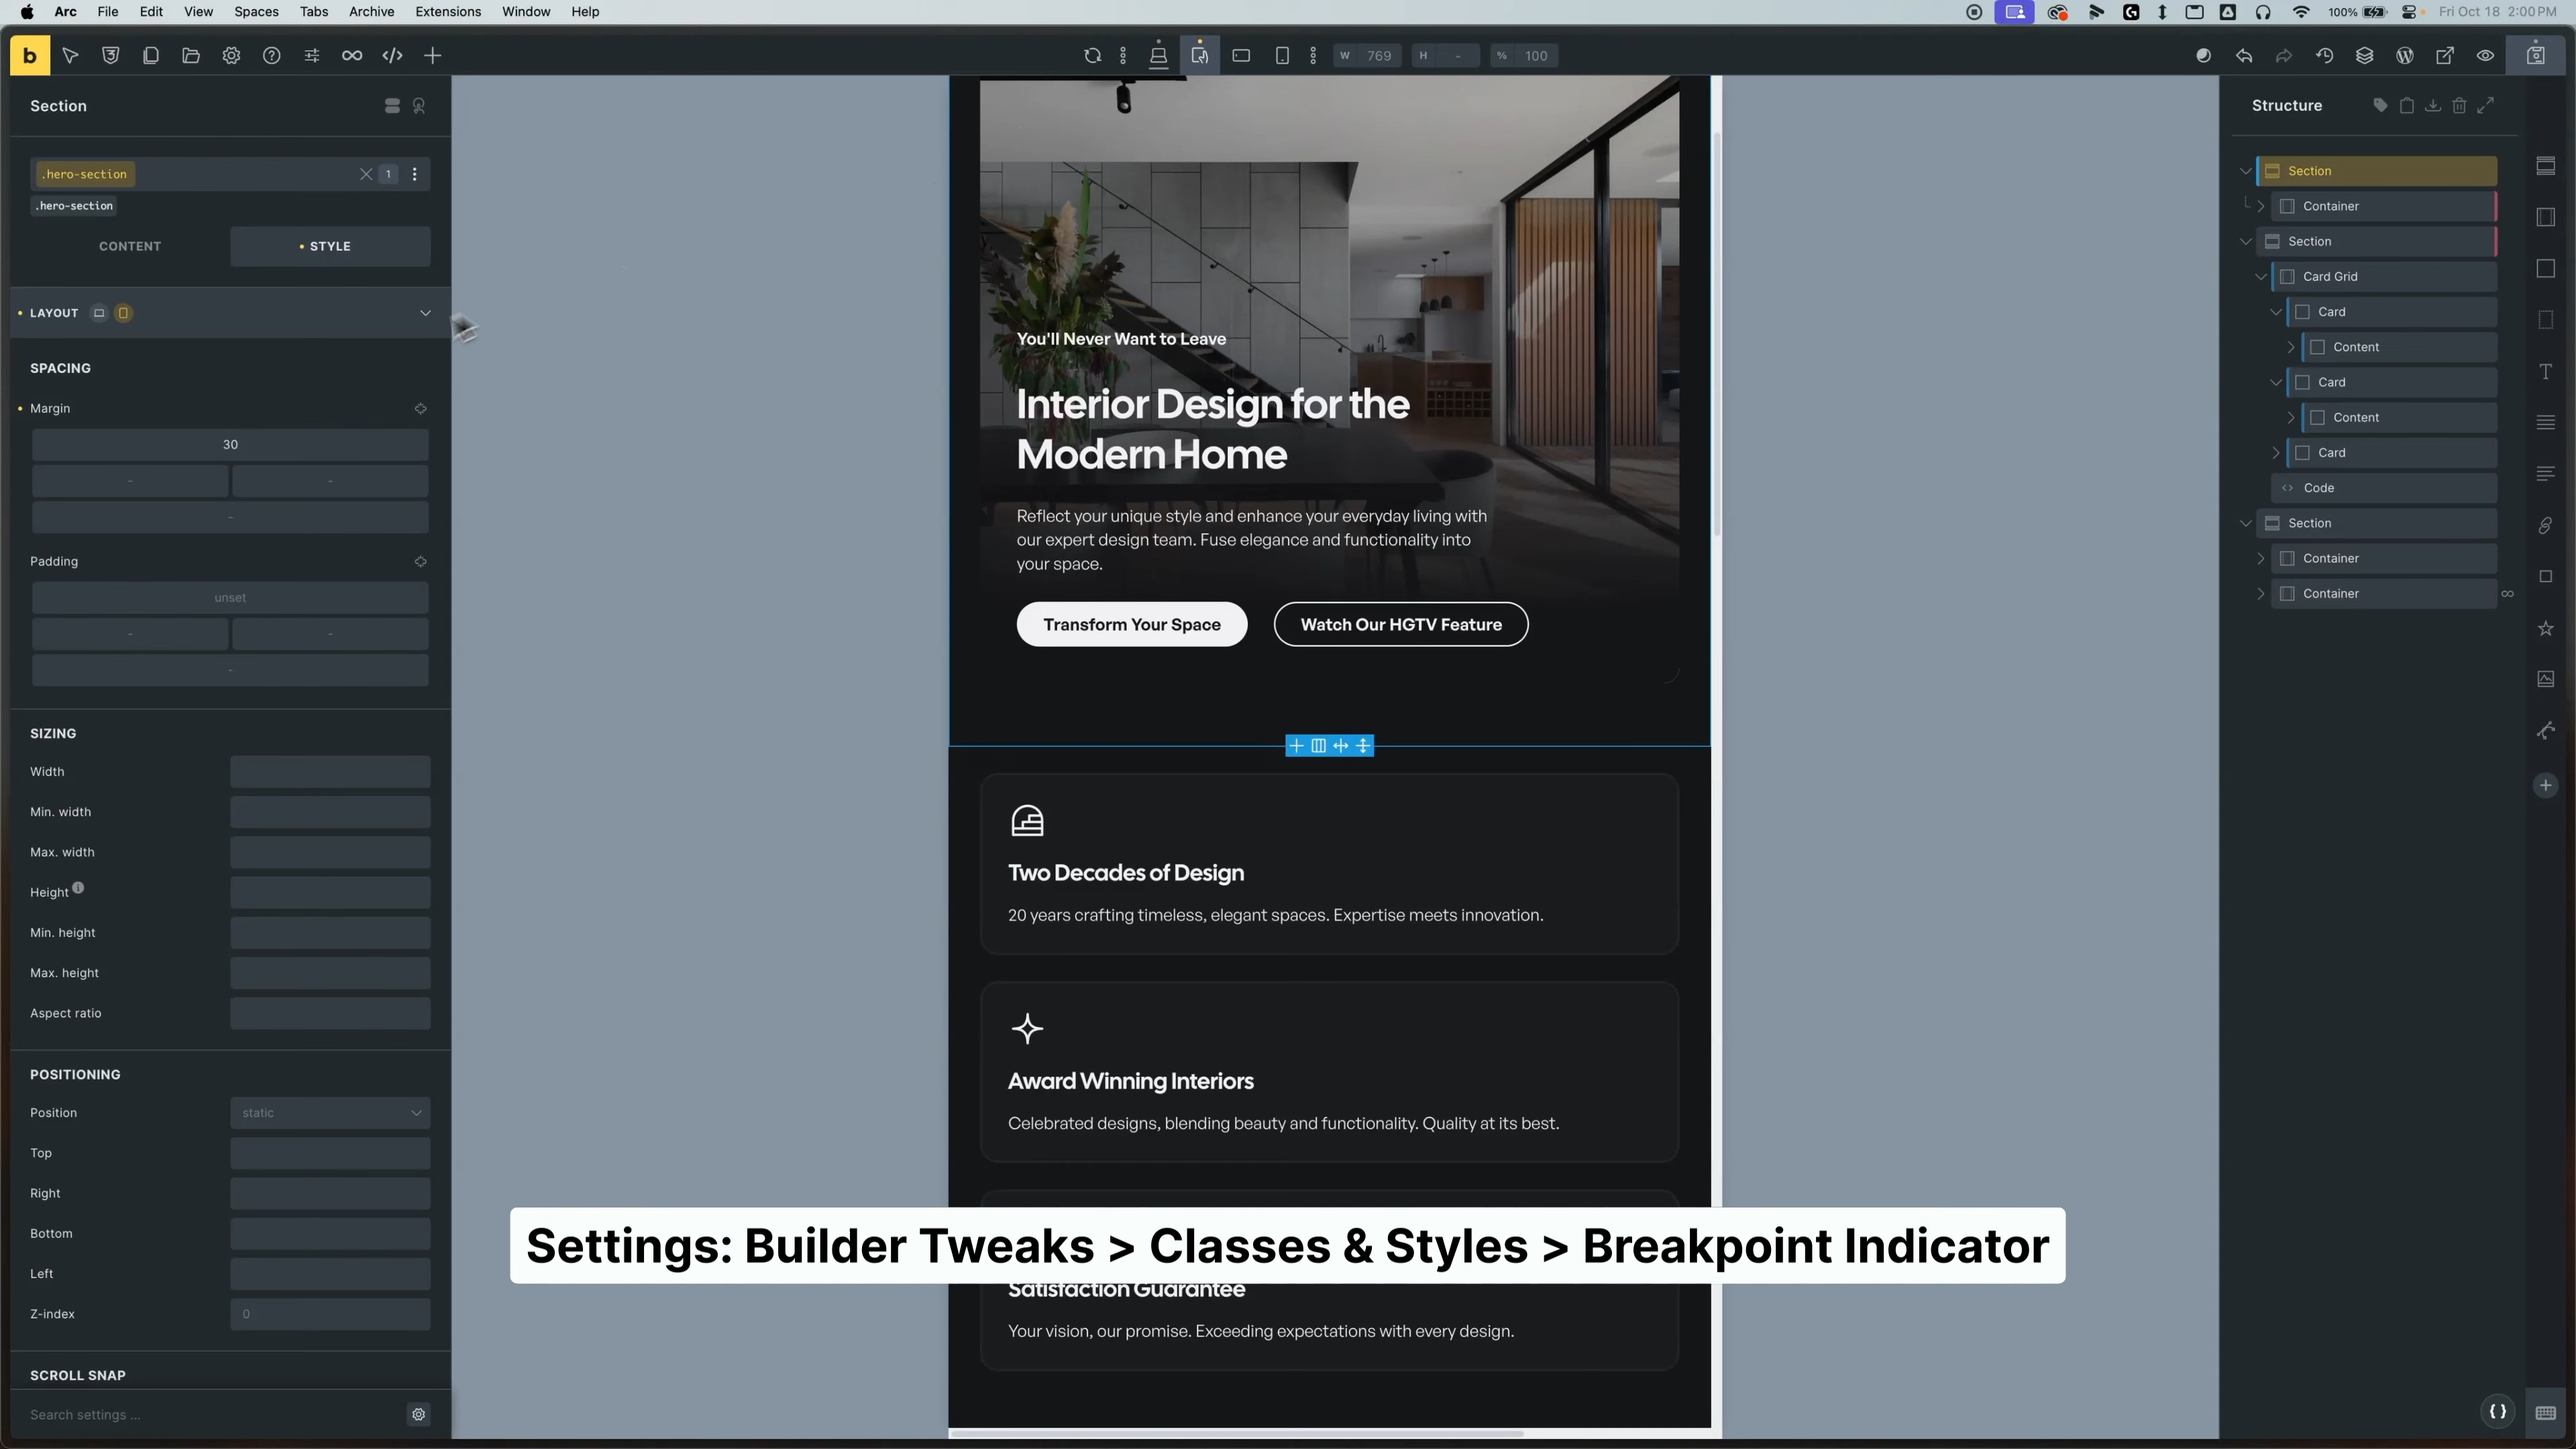 Arc File Edit View Spaces Tabs Archive Extensions Window Help
100% Fri Oct 18 2:00 PM
b
W 769 H - % 100
Section
.hero-section 1
.hero-section
CONTENT STYLE
LAYOUT
SPACING
Margin
30
- -
-
Padding
unset
- -
-
SIZING
Width
Min. width
Max. width
Height
Min. height
Max. height
Aspect ratio
POSITIONING
Position static
Top
Right
Bottom
Left
Z-index 0
SCROLL SNAP
Search settings ...
You'll Never Want to Leave
Interior Design for the
Modern Home
Reflect your unique style and enhance your everyday living with
our expert design team. Fuse elegance and functionality into
your space.
Transform Your Space Watch Our HGTV Feature
Two Decades of Design
20 years crafting timeless, elegant spaces. Expertise meets innovation.
Award Winning Interiors
Celebrated designs, blending beauty and functionality. Quality at its best.
Settings: Builder Tweaks > Classes & Styles > Breakpoint Indicator
Satisfaction Guarantee
Your vision, our promise. Exceeding expectations with every design.
Structure
Section
Container
Section
Card Grid
Card
Content
Card
Content
Card
Code
Section
Container
Container